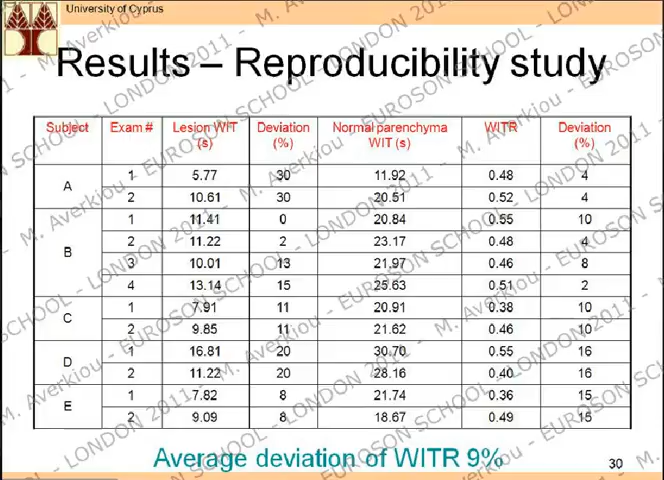 University of Cyprus
Results – Reproducibility study
Subject Exam # Lesion WIT (s) Deviation (%) Normal parenchyma WIT (s) WITR Deviation (%)
A 1 5.77 30 11.92 0.48 4
2 10.61 30 20.51 0.52 4
B 1 11.41 0 20.84 0.55 10
2 11.22 2 23.17 0.48 4
3 10.01 13 21.97 0.46 8
4 13.14 15 25.63 0.51 2
C 1 7.91 11 20.91 0.38 10
2 9.85 11 21.62 0.46 10
D 1 16.81 20 30.70 0.55 16
2 11.22 20 28.16 0.40 16
E 1 7.82 8 21.74 0.36 15
2 9.09 8 18.67 0.49 15
Average deviation of WITR 9%
30
M. Averkiou - EUROSON SCHOOL - LONDON 2011